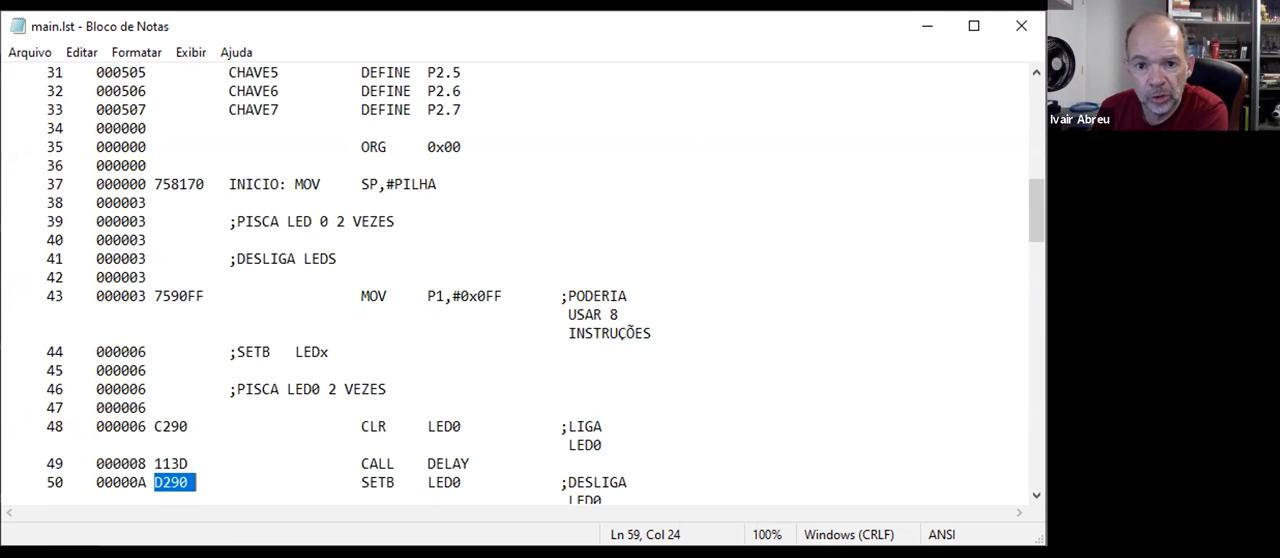 main.lst - Bloco de Notas
Arquivo Editar Formatar Exibir Ajuda
31 000505 CHAVE5 DEFINE P2.5
32 000506 CHAVE6 DEFINE P2.6
33 000507 CHAVE7 DEFINE P2.7
34 000000
35 000000 ORG 0x00
36 000000
37 000000 758170 INICIO: MOV SP,#PILHA
38 000003
39 000003 ;PISCA LED 0 2 VEZES
40 000003
41 000003 ;DESLIGA LEDS
42 000003
43 000003 7590FF MOV P1,#0x0FF ;PODERIA
USAR 8
INSTRUÇÕES
44 000006 ;SETB LEDx
45 000006
46 000006 ;PISCA LED0 2 VEZES
47 000006
48 000006 C290 CLR LED0 ;LIGA
LED0
49 000008 113D CALL DELAY
50 00000A D290 SETB LED0 ;DESLIGA
LED0
Ln 59, Col 24 100% Windows (CRLF) ANSI
Ivair Abreu